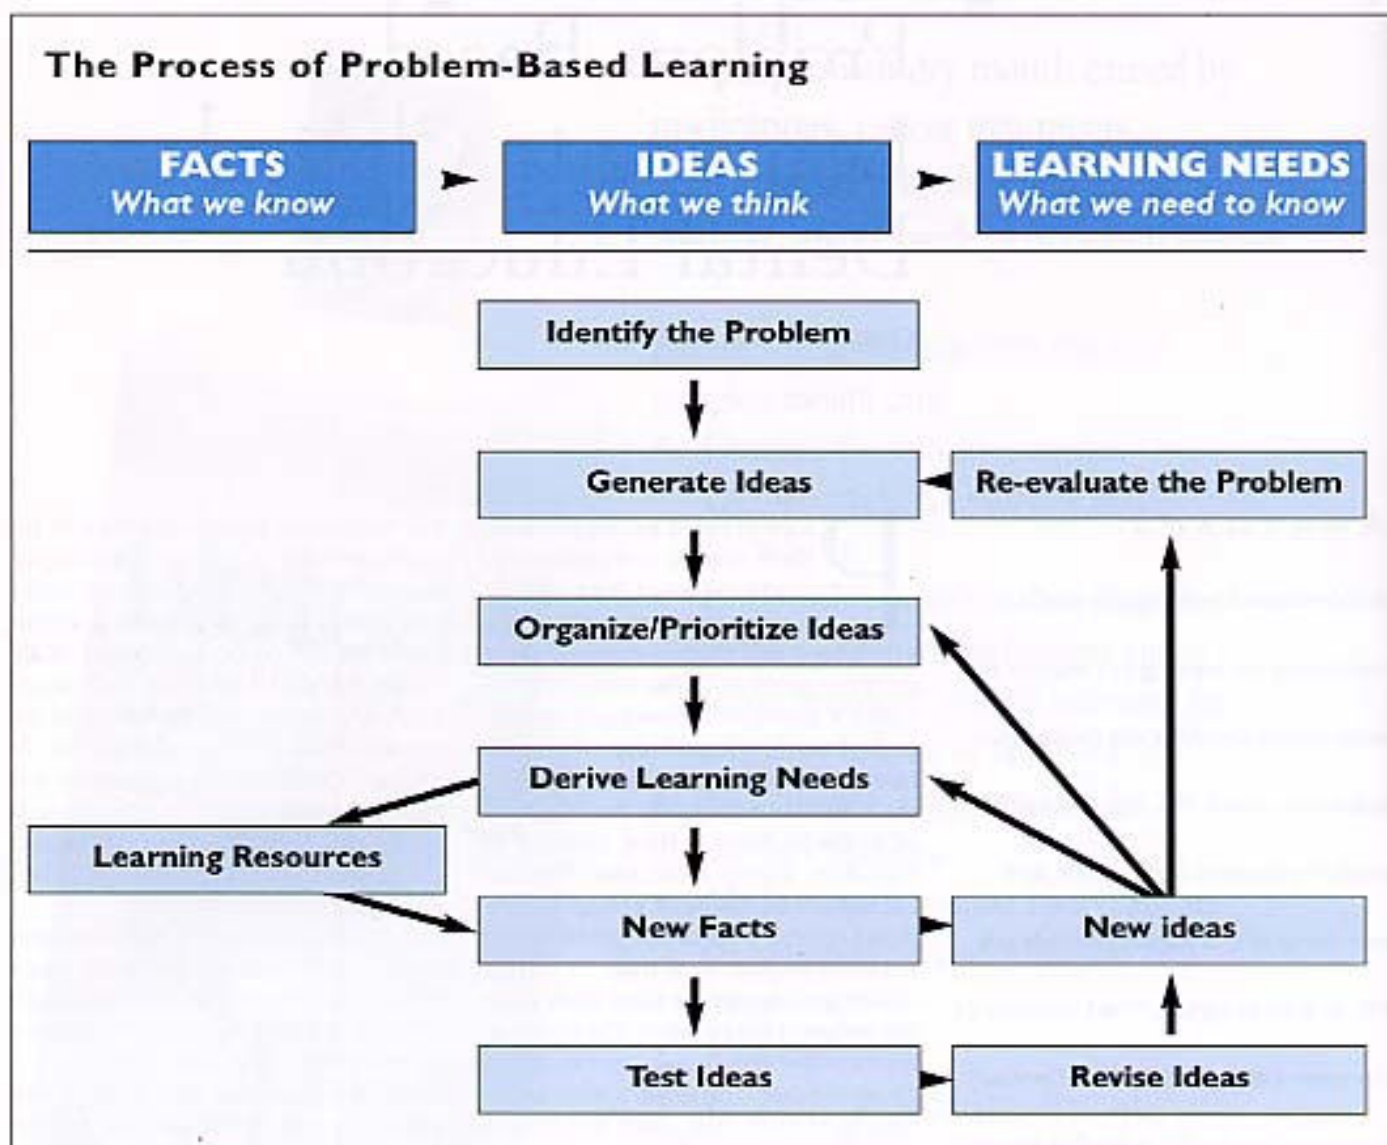 The Process of Problem-Based Learning
FACTS
What we know
IDEAS
What we think
LEARNING NEEDS
What we need to know
Identify the Problem
Generate Ideas
Re-evaluate the Problem
Organize/Prioritize Ideas
Derive Learning Needs
Learning Resources
New Facts
New ideas
Test Ideas
Revise Ideas